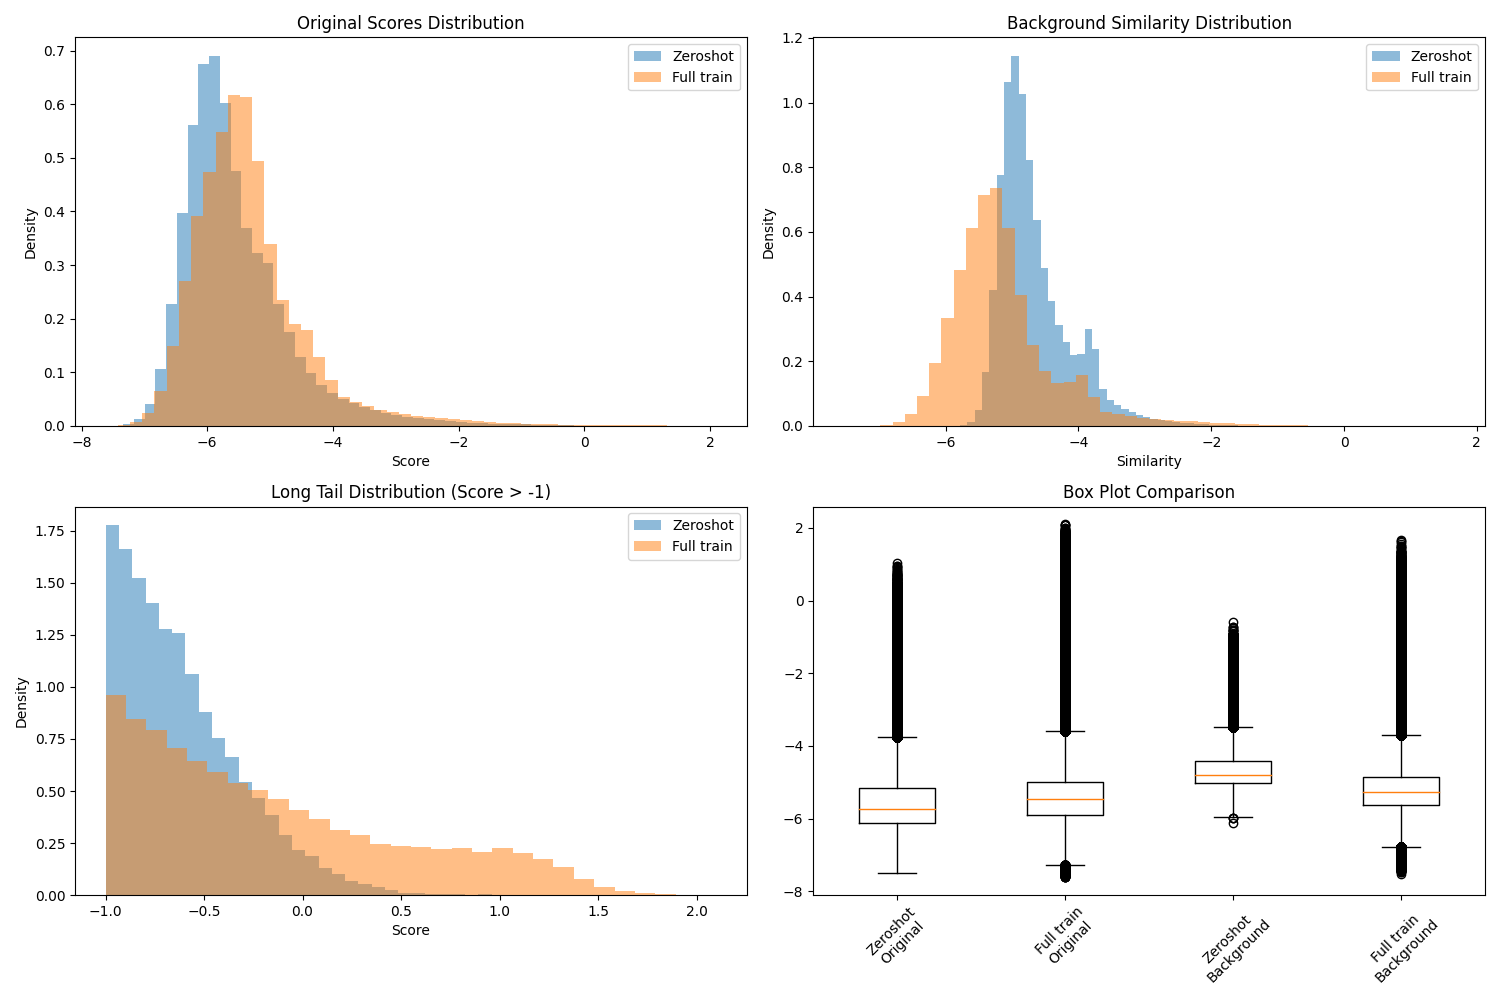 Original Scores Distribution
Zeroshot
Full train
Density
0.7
0.6
0.5
0.4
0.3
0.2
0.1
0.0
−8
−6
−4
−2
0
2
Score
Background Similarity Distribution
Zeroshot
Full train
Density
1.2
1.0
0.8
0.6
0.4
0.2
0.0
−6
−4
−2
0
2
Similarity
Long Tail Distribution (Score > -1)
Zeroshot
Full train
Density
1.75
1.50
1.25
1.00
0.75
0.50
0.25
0.00
−1.0
−0.5
0.0
0.5
1.0
1.5
2.0
Score
Box Plot Comparison
2
0
−2
−4
−6
−8
Zeroshot
Original
Full train
Original
Zeroshot
Background
Full train
Background